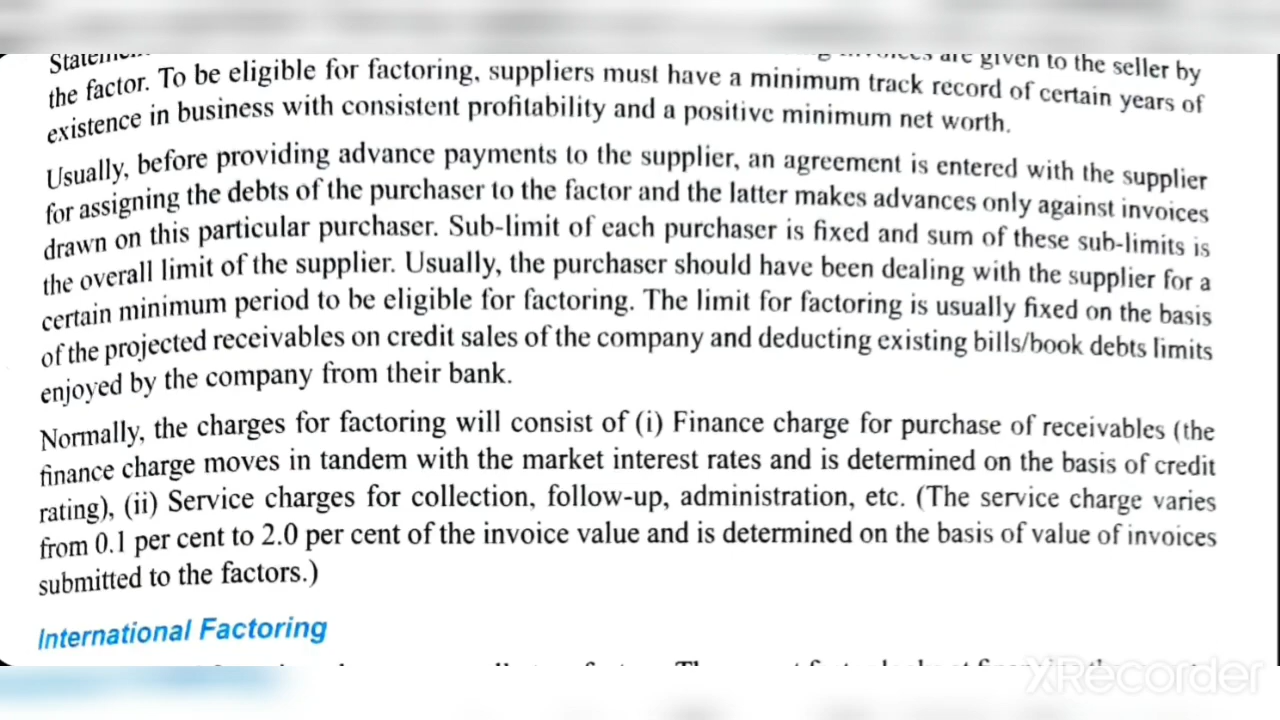 are given to the seller by
the factor. To be eligible for factoring, suppliers must have a minimum track record of certain years of
existence in business with consistent profitability and a positive minimum net worth.
Usually, before providing advance payments to the supplier, an agreement is entered with the supplier
for assigning the debts of the purchaser to the factor and the latter makes advances only against invoices
drawn on this particular purchaser. Sub-limit of each purchaser is fixed and sum of these sub-limits is
the overall limit of the supplier. Usually, the purchaser should have been dealing with the supplier for a
certain minimum period to be eligible for factoring. The limit for factoring is usually fixed on the basis
of the projected receivables on credit sales of the company and deducting existing bills/book debts limits
enjoyed by the company from their bank.
Normally, the charges for factoring will consist of (i) Finance charge for purchase of receivables (the
finance charge moves in tandem with the market interest rates and is determined on the basis of credit
rating), (ii) Service charges for collection, follow-up, administration, etc. (The service charge varies
from 0.1 per cent to 2.0 per cent of the invoice value and is determined on the basis of value of invoices
submitted to the factors.)
International Factoring
XRecorder